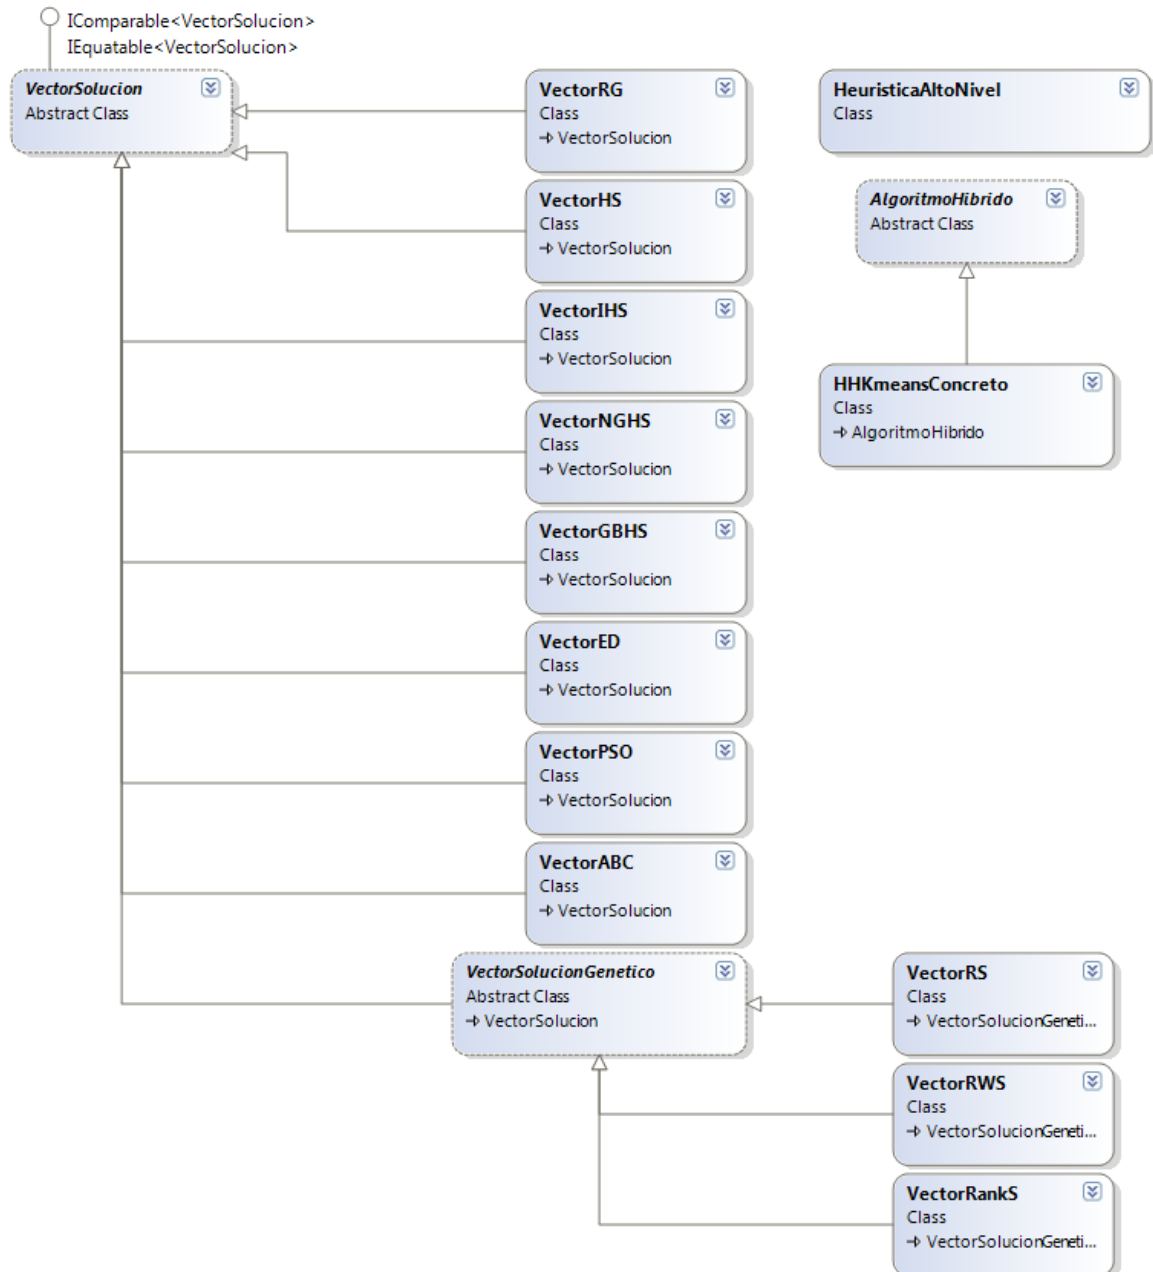 IComparable<VectorSolucion>
IEquatable<VectorSolucion>
VectorSolucion
Abstract Class
VectorRG
Class
VectorSolucion
HeuristicaAltoNivel
Class
VectorHS
Class
VectorSolucion
AlgoritmoHibrido
Abstract Class
VectorIHS
Class
VectorSolucion
HHKmeansConcreto
Class
AlgoritmoHibrido
VectorNGHS
Class
VectorSolucion
VectorGBHS
Class
VectorSolucion
VectorED
Class
VectorSolucion
VectorPSO
Class
VectorSolucion
VectorABC
Class
VectorSolucion
VectorSolucionGenetico
Abstract Class
VectorSolucion
VectorRS
Class
VectorSolucionGeneti...
VectorRWS
Class
VectorSolucionGeneti...
VectorRankS
Class
VectorSolucionGeneti...